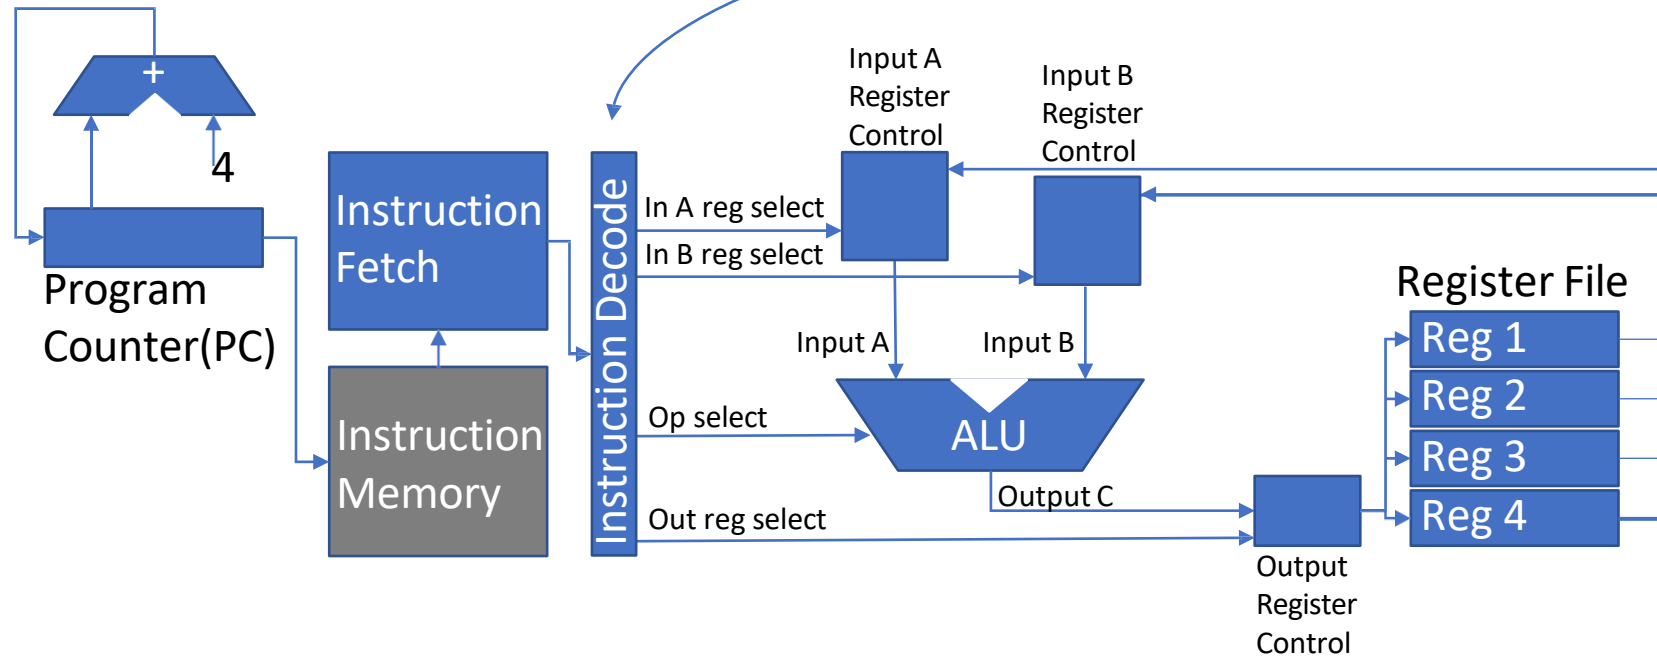 +
4
Program
Counter(PC)
Instruction
Fetch
Instruction
Memory
Instruction Decode
In A reg select
In B reg select
Op select
Out reg select
Input A
Register
Control
Input B
Register
Control
Input A
Input B
ALU
Output C
Output
Register
Control
Register File
Reg 1
Reg 2
Reg 3
Reg 4